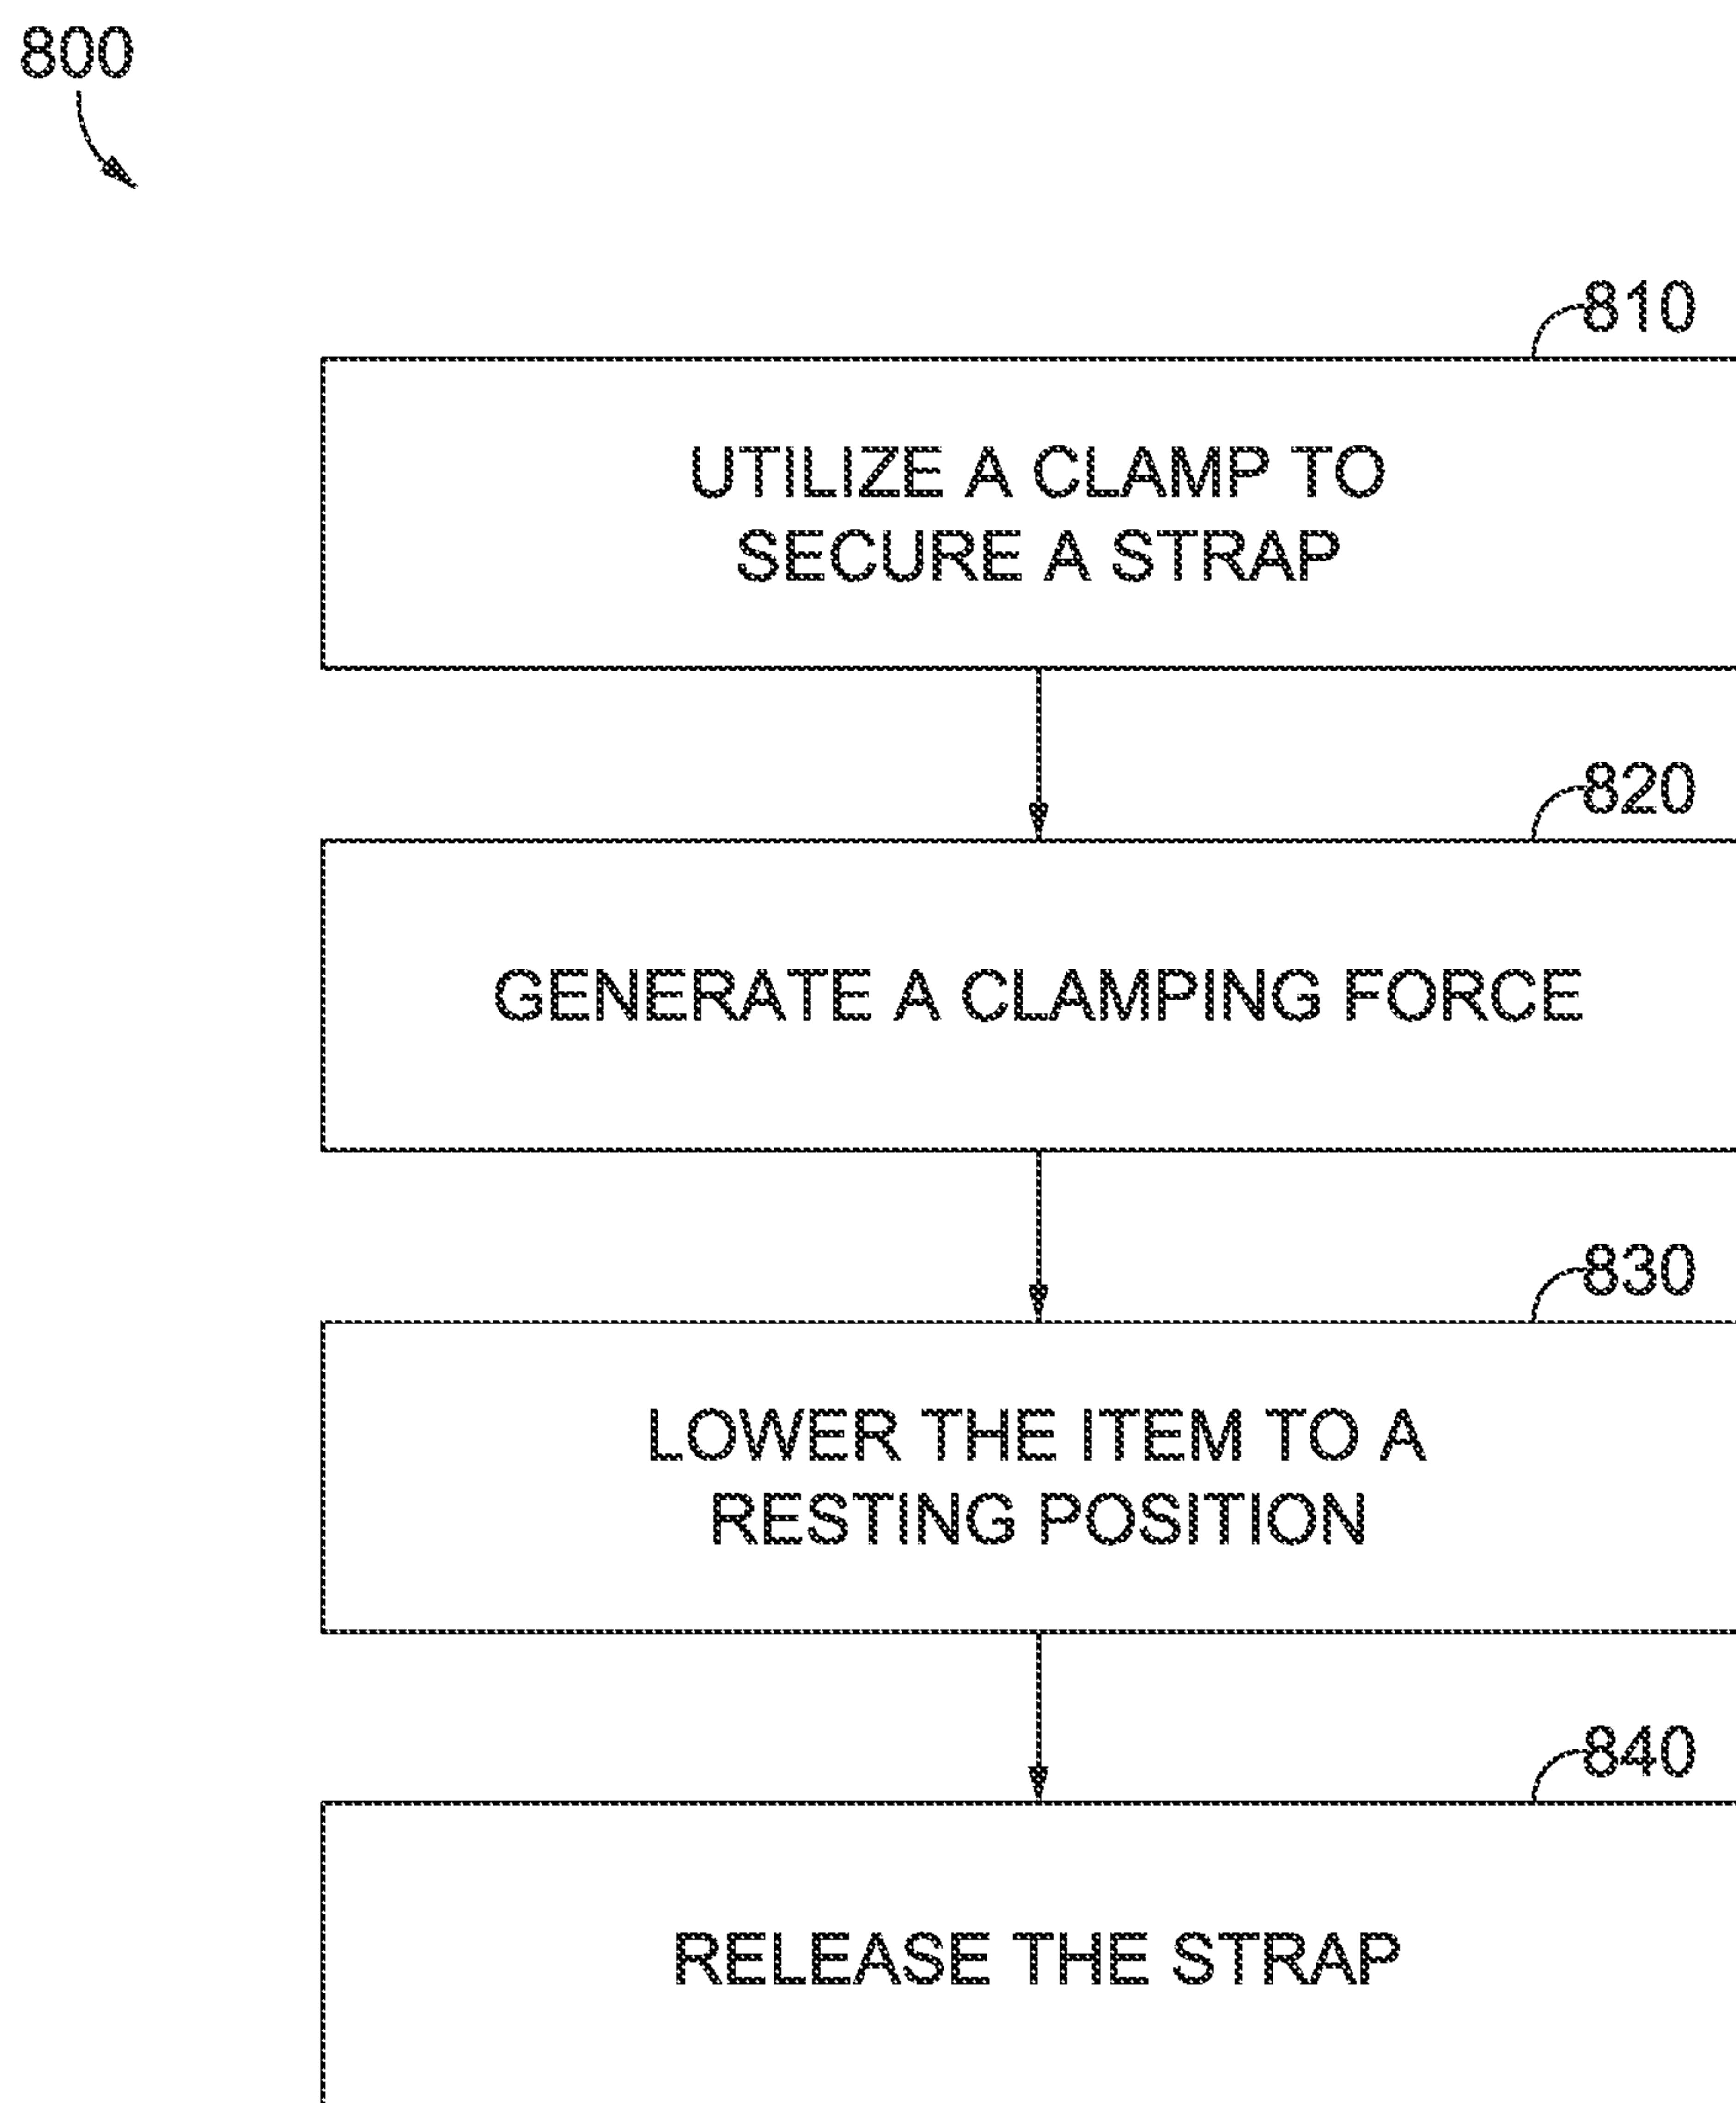 800
810
UTILIZE A CLAMP TO
SECURE A STRAP
820
GENERATE A CLAMPING FORCE
830
LOWER THE ITEM TO A
RESTING POSITION
840
RELEASE THE STRAP